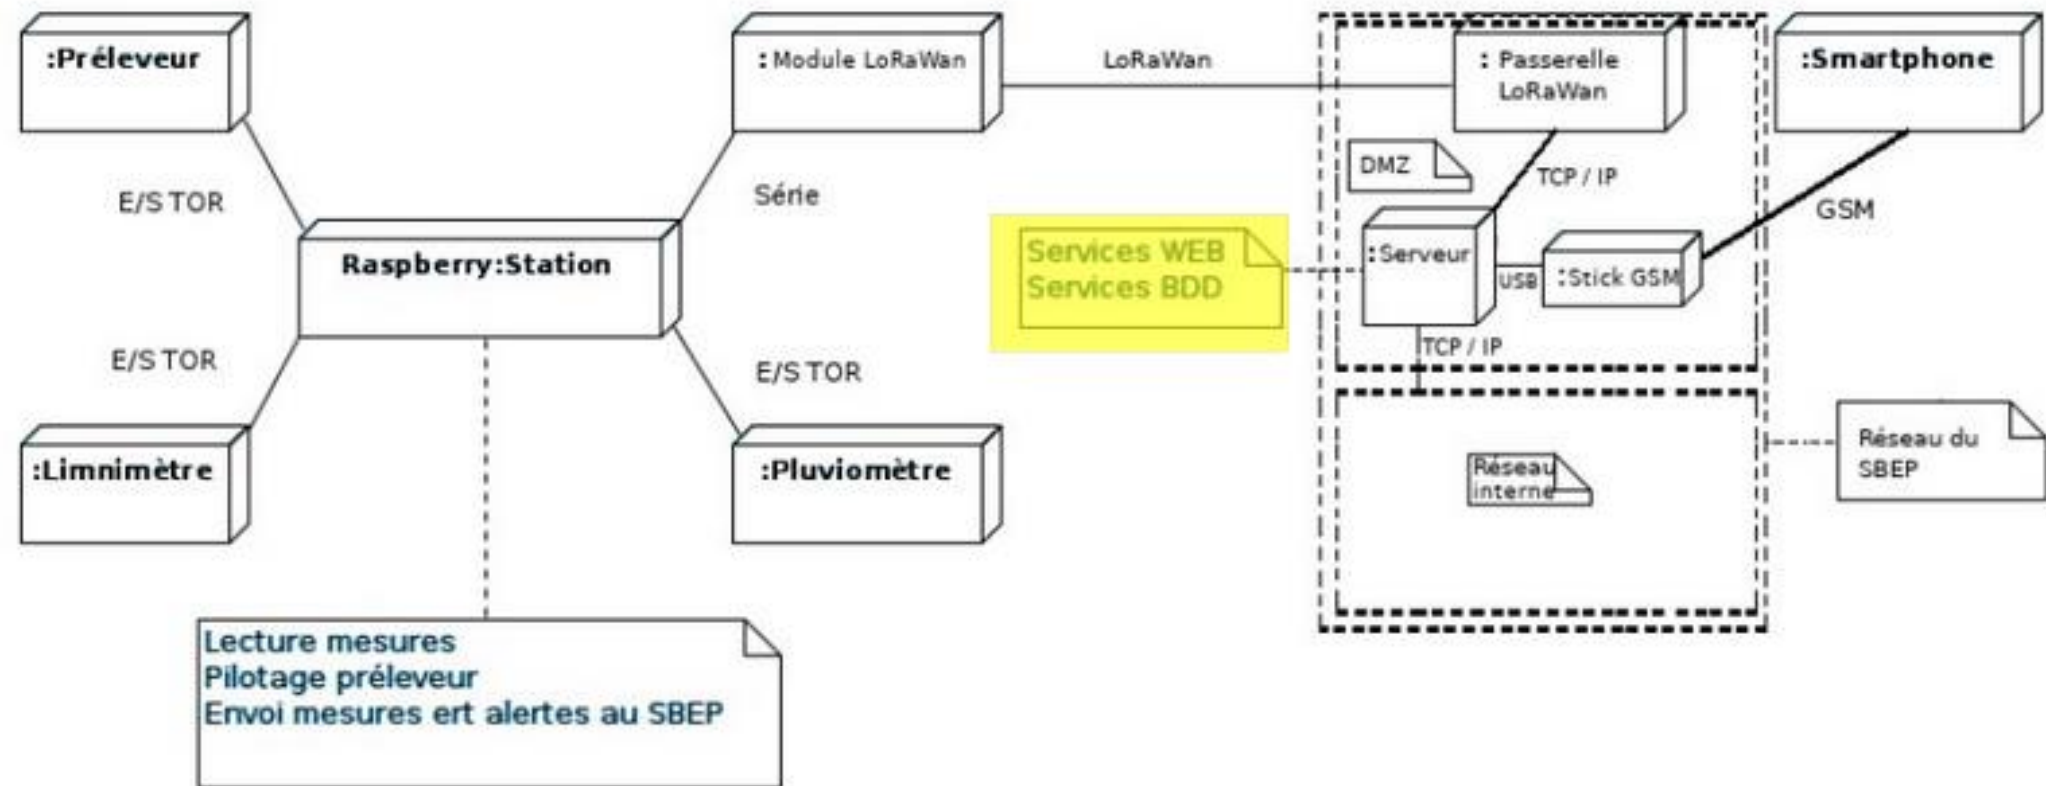 :Préleveur
: Module LoRaWan
LoRaWan
: Passerelle
LoRaWan
:Smartphone
DMZ
TCP / IP
E/S TOR
Série
GSM
Services WEB
Services BDD
:Serveur
USB
:Stick GSM
Raspberry:Station
TCP / IP
E/S TOR
E/S TOR
:Limnimètre
:Pluviomètre
Réseau
interne
Réseau du
SBEP
Lecture mesures
Pilotage préleveur
Envoi mesures ert alertes au SBEP